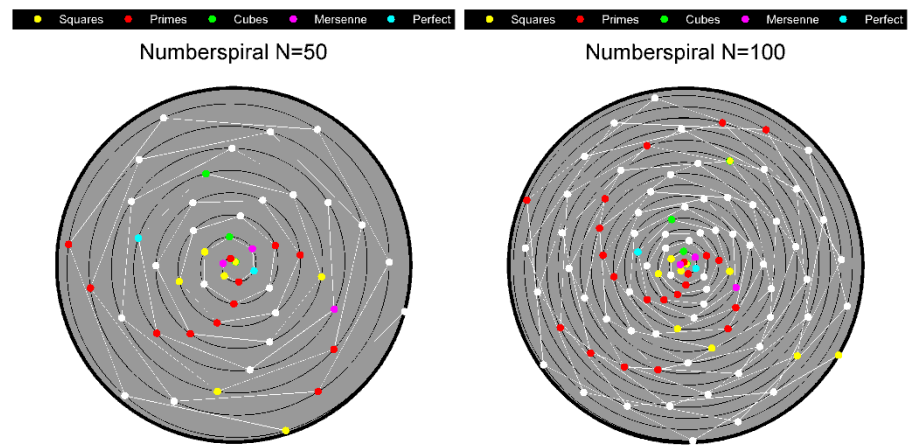 Squares Primes Cubes Mersenne Perfect
Numberspiral N=50
Squares Primes Cubes Mersenne Perfect
Numberspiral N=100